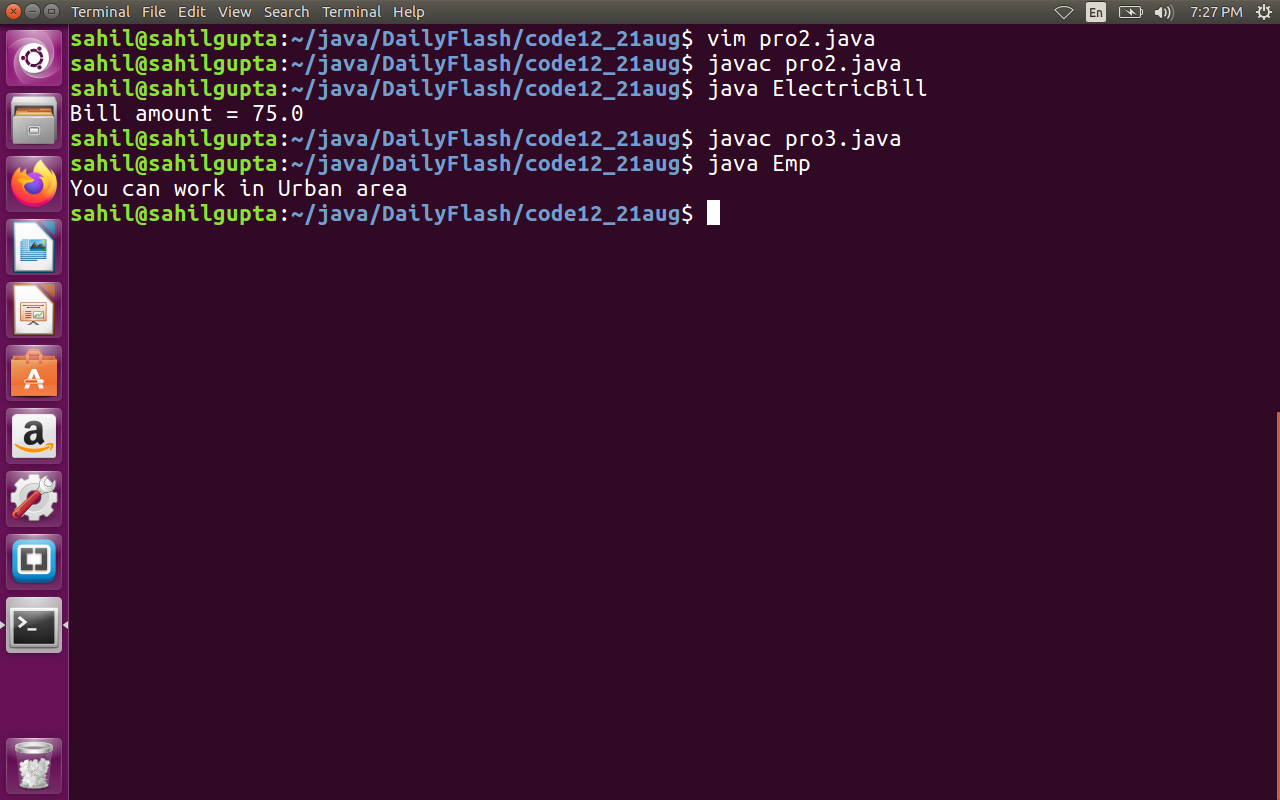 Terminal File Edit View Search Terminal Help En 7:27 PM
sahil@sahilgupta:~/java/DailyFlash/code12_21aug$ vim pro2.java
sahil@sahilgupta:~/java/DailyFlash/code12_21aug$ javac pro2.java
sahil@sahilgupta:~/java/DailyFlash/code12_21aug$ java ElectricBill
Bill amount = 75.0
sahil@sahilgupta:~/java/DailyFlash/code12_21aug$ javac pro3.java
sahil@sahilgupta:~/java/DailyFlash/code12_21aug$ java Emp
You can work in Urban area
sahil@sahilgupta:~/java/DailyFlash/code12_21aug$